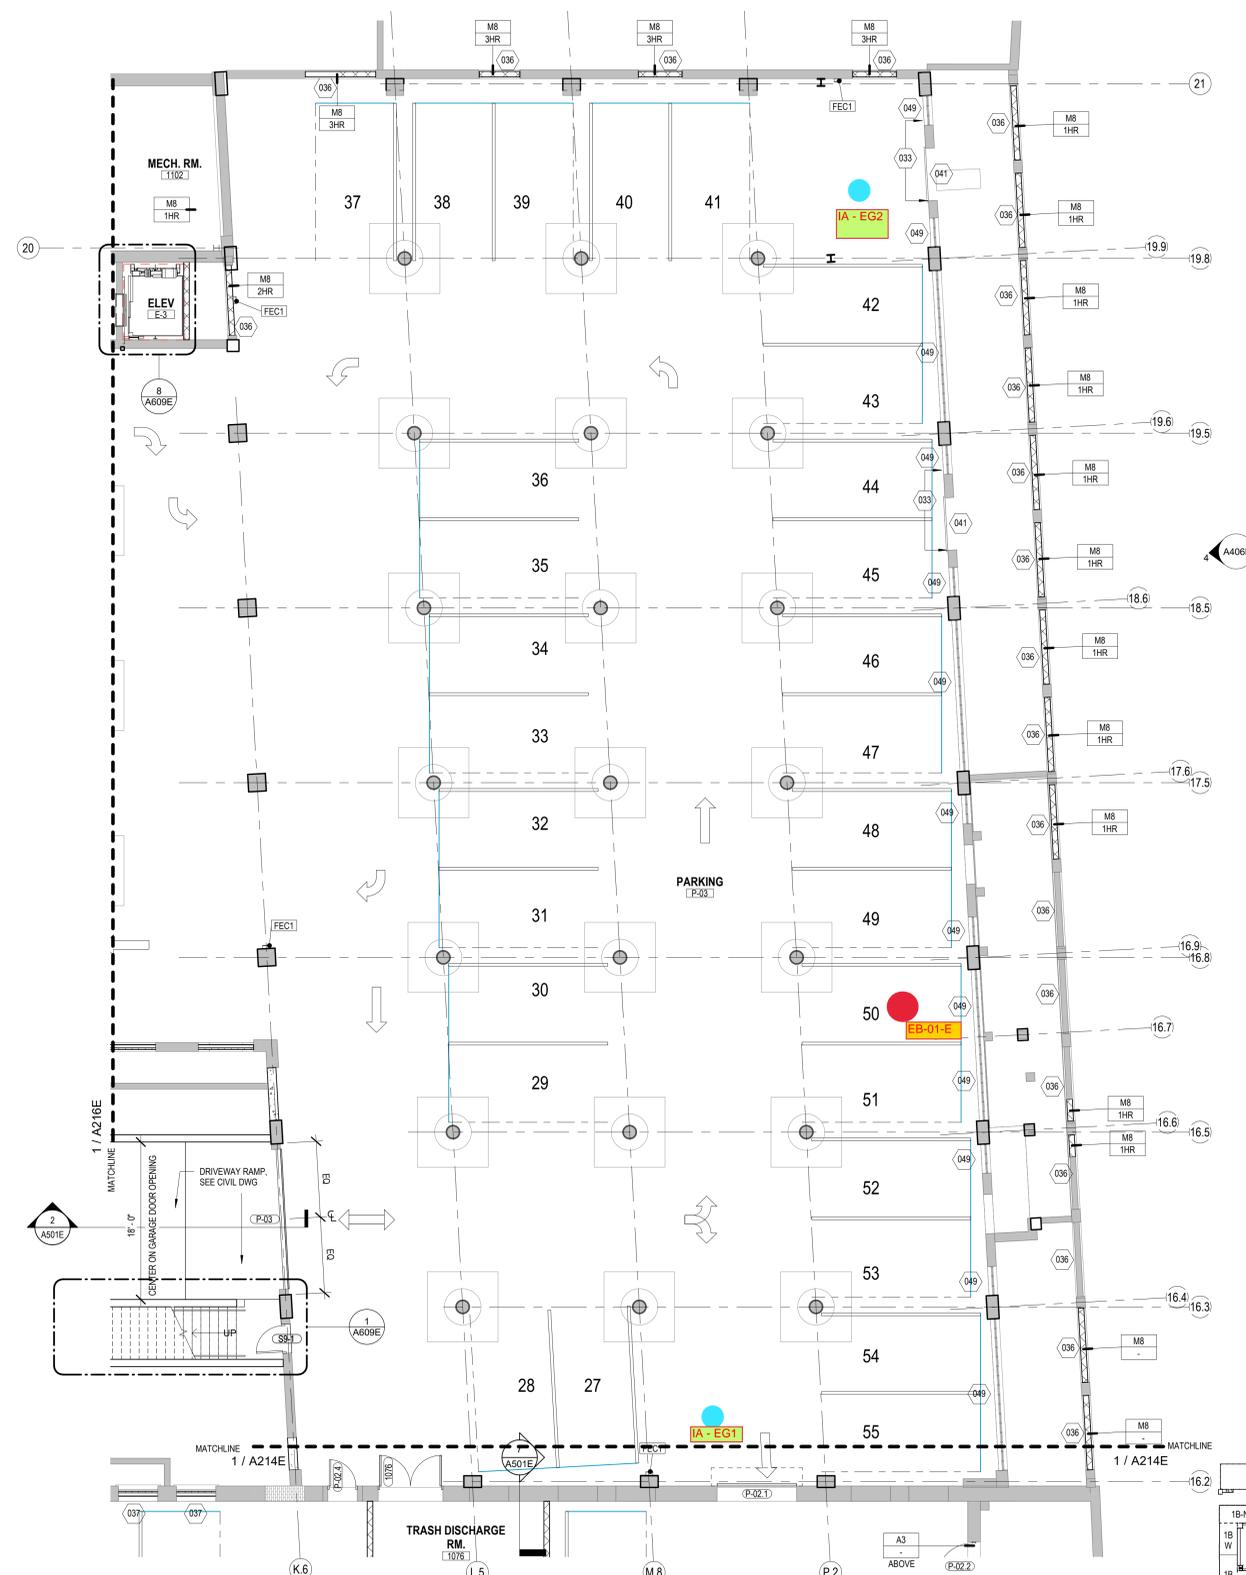 M8
3HR
M8
3HR
M8
3HR
036
036
036
036
M8
3HR
FEC1
21
049
033
041
049
MECH. RM.
1102
M8
1HR
37
38
39
40
41
IA - EG2
036
M8
1HR
036
M8
1HR
20
19.9
19.8
ELEV
E-3
M8
2HR
FEC1
036
8
A609E
42
43
049
036
M8
1HR
036
M8
1HR
19.6
19.5
36
35
44
45
049
033
041
049
036
M8
1HR
036
M8
1HR
4
A406E
18.6
18.5
34
33
46
47
049
036
M8
1HR
036
M8
1HR
17.6
17.5
32
31
PARKING
P-03
48
49
049
049
036
M8
1HR
036
FEC1
16.9
16.8
30
29
50
EB-01-E
51
049
049
036
036
16.7
M8
1HR
M8
1HR
16.6
16.5
1 / A216E
MATCHLINE
18' - 0"
CENTER ON GARAGE DOOR OPENING
DRIVEWAY RAMP.
SEE CIVIL DWG
EQ
EQ
P-03
2
A501E
52
53
049
049
036
036
16.4
16.3
UP
S9-1
1
A609E
28
27
54
55
049
IA - EG1
036
M8
-
036
M8
-
MATCHLINE
1 / A214E
MATCHLINE
1 / A214E
A501E
FEC1
P-02.4
1076
P-02.1
16.2
037
037
TRASH DISCHARGE
RM.
1076
A3
-
ABOVE
P-02.2
K.6
L.5
M.8
P.2
1B
W
1B